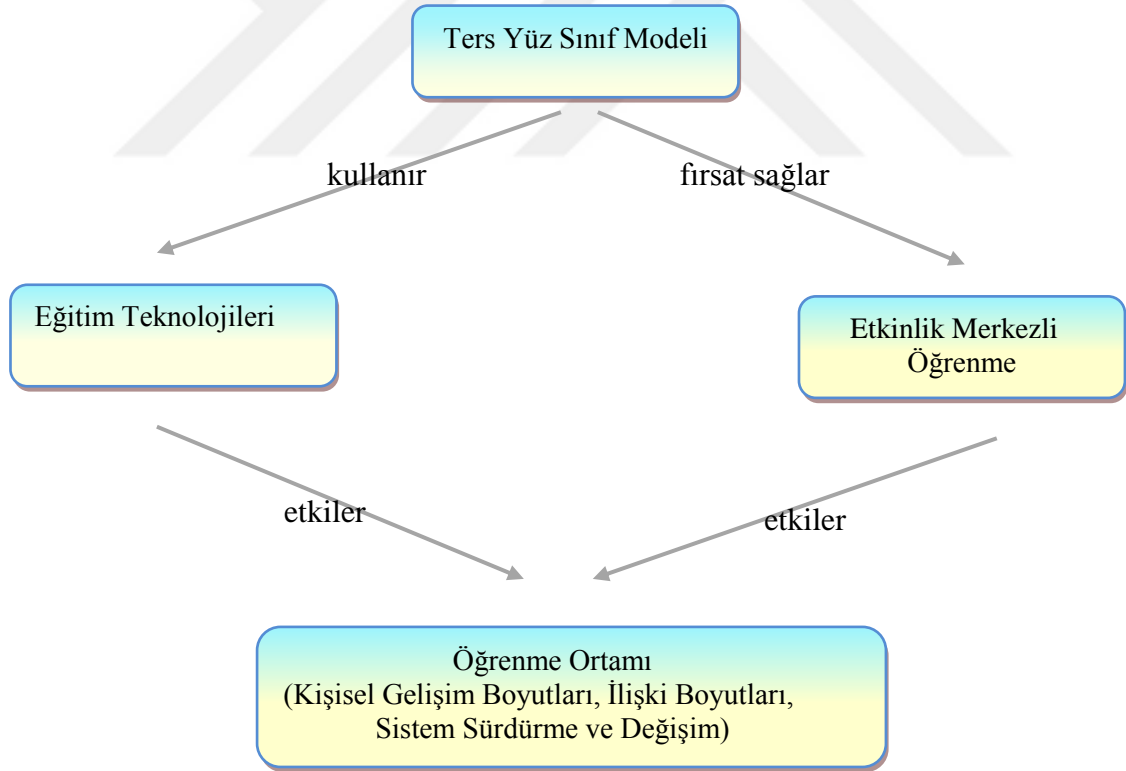 Ters Yüz Sınıf Modeli
kullanır
fırsat sağlar
Eğitim Teknolojileri
Etkinlik Merkezli
Öğrenme
etkiler
etkiler
Öğrenme Ortamı
(Kişisel Gelişim Boyutları, İlişki Boyutları,
Sistem Sürdürme ve Değişim)